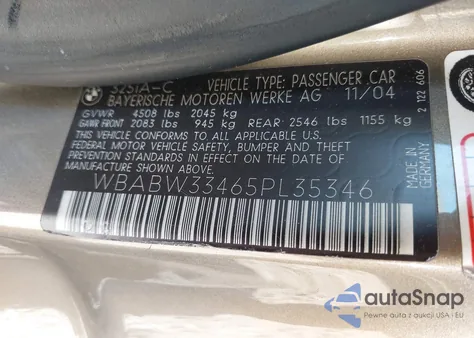 S251A-C VEHICLE TYPE: PASSENGER CAR
BAYERISCHE MOTOREN WERKE AG 11/04
GVWR 4508 lbs 2045 kg
GAWR FRONT 2083 lbs 945 kg GAWR REAR: 2546 lbs 1155 kg
THIS VEHICLE CONFORMS TO ALL APPLICABLE
FEDERAL MOTOR VEHICLE SAFETY, BUMPER AND THEFT
PREVENTION STANDARDS IN EFFECT ON THE DATE
OF MANUFACTURE SHOWN ABOVE.
WBABW33465PL35346
MADE IN
GERMANY
2 122 606
autoSnap
Pewne auto z aukcji USA i EU